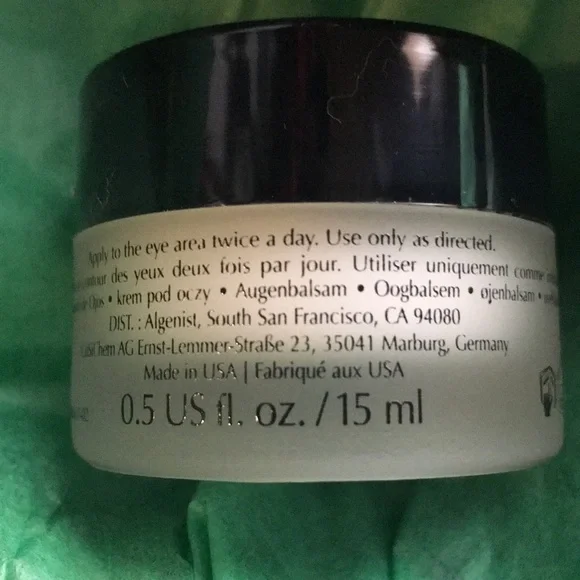 Apply to the eye area twice a day. Use only as directed.
des yeux deux fois par jour. Utiliser uniquement comme
• krem pod oczy • Augenbalsam • Oogbalsem • øjenbalsam •
DIST. : Algenist, South San Francisco, CA 94080
AG Ernst-Lemmer-Straße 23, 35041 Marburg, Germany
Made in USA | Fabriqué aux USA
0.5 US fl. oz. / 15 ml